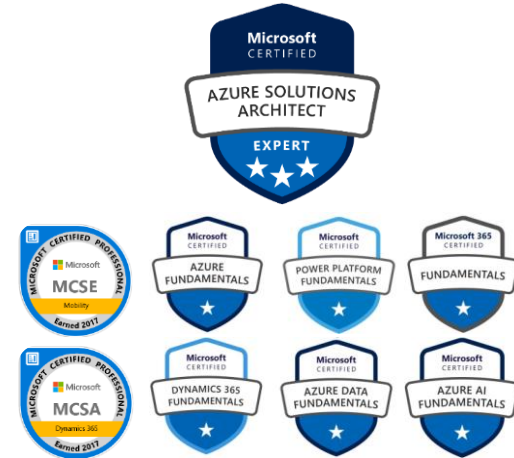 Microsoft
CERTIFIED
AZURE SOLUTIONS
ARCHITECT
EXPERT
MICROSOFT CERTIFIED PROFESSIONAL
Microsoft
MCSE
Mobility
Earned 2017
Microsoft
CERTIFIED
AZURE
FUNDAMENTALS
Microsoft
CERTIFIED
POWER PLATFORM
FUNDAMENTALS
Microsoft 365
CERTIFIED
FUNDAMENTALS
MICROSOFT CERTIFIED PROFESSIONAL
Microsoft
MCSA
Dynamics 365
Earned 2017
Microsoft
CERTIFIED
DYNAMICS 365
FUNDAMENTALS
Microsoft
CERTIFIED
AZURE DATA
FUNDAMENTALS
Microsoft
CERTIFIED
AZURE AI
FUNDAMENTALS